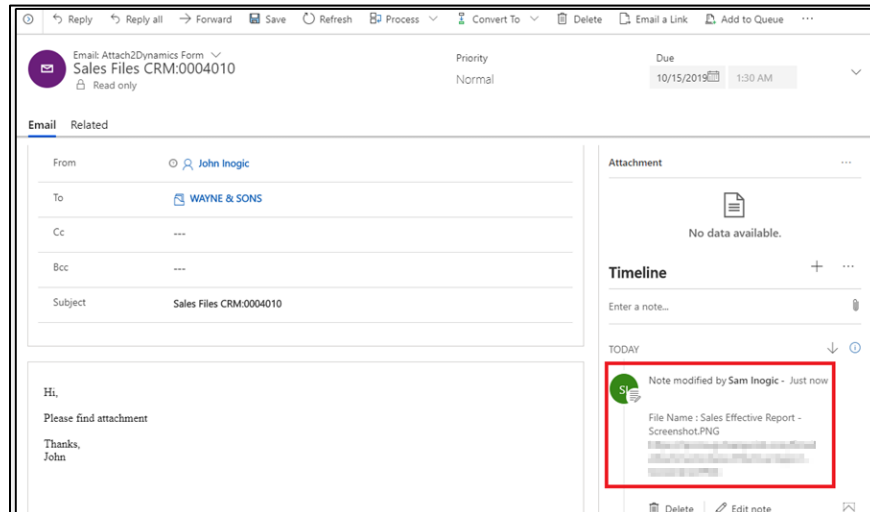 Reply Reply all Forward Save Refresh Process Convert To Delete Email a Link Add to Queue ...
Email: Attach2Dynamics Form
Sales Files CRM:0004010
Read only
Priority
Normal
Due
10/15/2019 1:30 AM
Email Related
From John Inogic
To WAYNE & SONS
Cc ---
Bcc ---
Subject Sales Files CRM:0004010
Hi,
Please find attachment
Thanks,
John
Attachment ...
No data available.
Timeline + ...
Enter a note...
TODAY
SI
Note modified by Sam Inogic - Just now
File Name : Sales Effective Report -
Screenshot.PNG
Delete Edit note